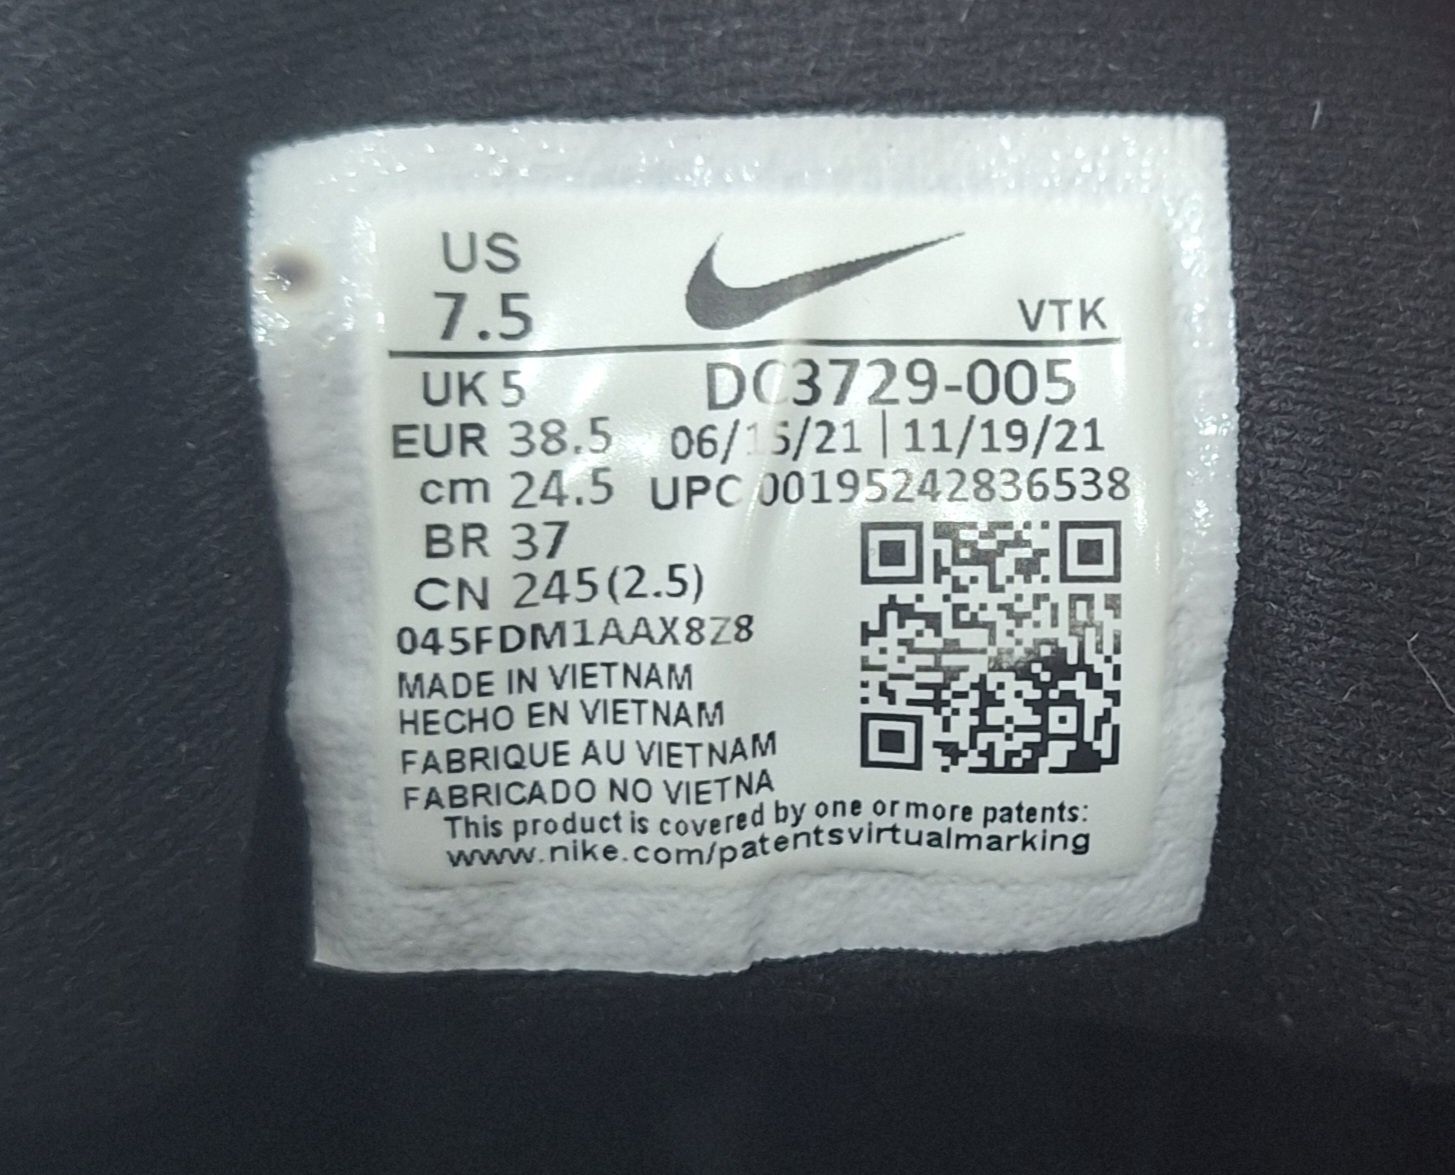 US
7.5
VTK
UK 5
DC3729-005
EUR 38.5
06/15/21 | 11/19/21
cm 24.5
UPC 00195242836538
BR 37
CN 245(2.5)
045FDM1AAX8Z8
MADE IN VIETNAM
HECHO EN VIETNAM
FABRIQUE AU VIETNAM
FABRICADO NO VIETNA
This product is covered by one or more patents:
www.nike.com/patentsvirtualmarking